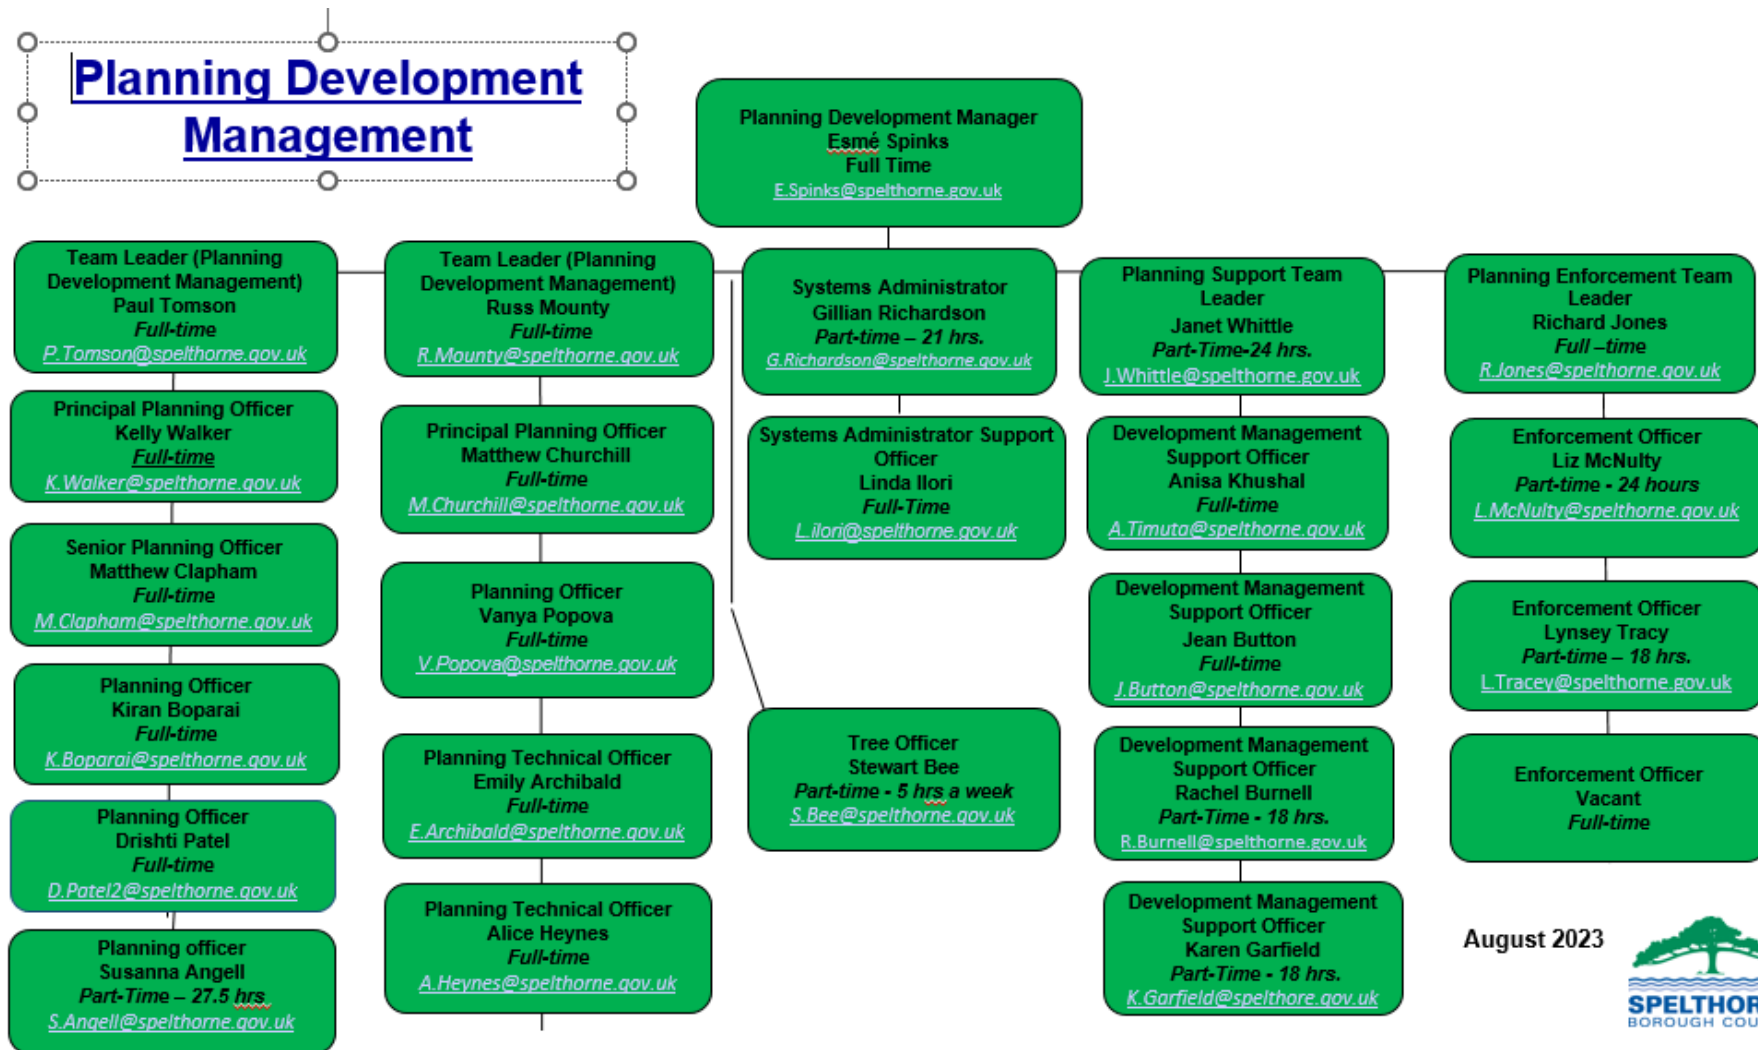 Planning Development
Management
Planning Development Manager
Esmé Spinks
Full Time
E.Spinks@spelthorne.gov.uk
Team Leader (Planning
Development Management)
Paul Tomson
Full-time
P.Tomson@spelthorne.gov.uk
Principal Planning Officer
Kelly Walker
Full-time
K.Walker@spelthorne.gov.uk
Senior Planning Officer
Matthew Clapham
Full-time
M.Clapham@spelthorne.gov.uk
Planning Officer
Kiran Boparai
Full-time
K.Boparai@spelthorne.gov.uk
Planning Officer
Drishti Patel
Full-time
D.Patel2@spelthorne.gov.uk
Planning officer
Susanna Angell
Part-Time – 27.5 hrs
S.Angell@spelthorne.gov.uk
Team Leader (Planning
Development Management)
Russ Mounty
Full-time
R.Mounty@spelthorne.gov.uk
Principal Planning Officer
Matthew Churchill
Full-time
M.Churchill@spelthorne.gov.uk
Planning Officer
Vanya Popova
Full-time
V.Popova@spelthorne.gov.uk
Planning Technical Officer
Emily Archibald
Full-time
E.Archibald@spelthorne.gov.uk
Planning Technical Officer
Alice Heynes
Full-time
A.Heynes@spelthorne.gov.uk
Systems Administrator
Gillian Richardson
Part-time – 21 hrs.
G.Richardson@spelthorne.gov.uk
Systems Administrator Support
Officer
Linda Ilori
Full-Time
L.ilori@spelthorne.gov.uk
Tree Officer
Stewart Bee
Part-time - 5 hrs a week
S.Bee@spelthorne.gov.uk
Planning Support Team
Leader
Janet Whittle
Part-Time-24 hrs.
J.Whittle@spelthorne.gov.uk
Development Management
Support Officer
Anisa Khushal
Full-time
A.Timuta@spelthorne.gov.uk
Development Management
Support Officer
Jean Button
Full-time
J.Button@spelthorne.gov.uk
Development Management
Support Officer
Rachel Burnell
Part-Time - 18 hrs.
R.Burnell@spelthorne.gov.uk
Development Management
Support Officer
Karen Garfield
Part-Time - 18 hrs.
K.Garfield@spelthore.gov.uk
Planning Enforcement Team
Leader
Richard Jones
Full –time
R.Jones@spelthorne.gov.uk
Enforcement Officer
Liz McNulty
Part-time - 24 hours
L.McNulty@spelthorne.gov.uk
Enforcement Officer
Lynsey Tracy
Part-time – 18 hrs.
L.Tracey@spelthorne.gov.uk
Enforcement Officer
Vacant
Full-time
August 2023
SPELTHOR
BOROUGH COU